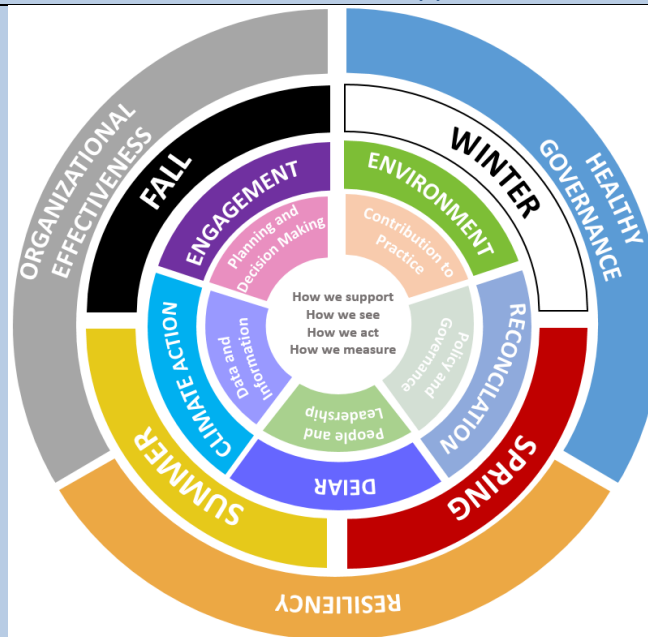 ORGANIZATIONAL
EFFECTIVENESS
HEALTHY
GOVERNANCE
RESILIENCY
FALL
WINTER
SPRING
SUMMER
ENGAGEMENT
ENVIRONMENT
RECONCILATION
DEIAR
CLIMATE ACTION
Planning and
Decision Making
Contribution to
Practice
Policy and
Governance
People and
Leadership
Data and
Information
How we support
How we see
How we act
How we measure